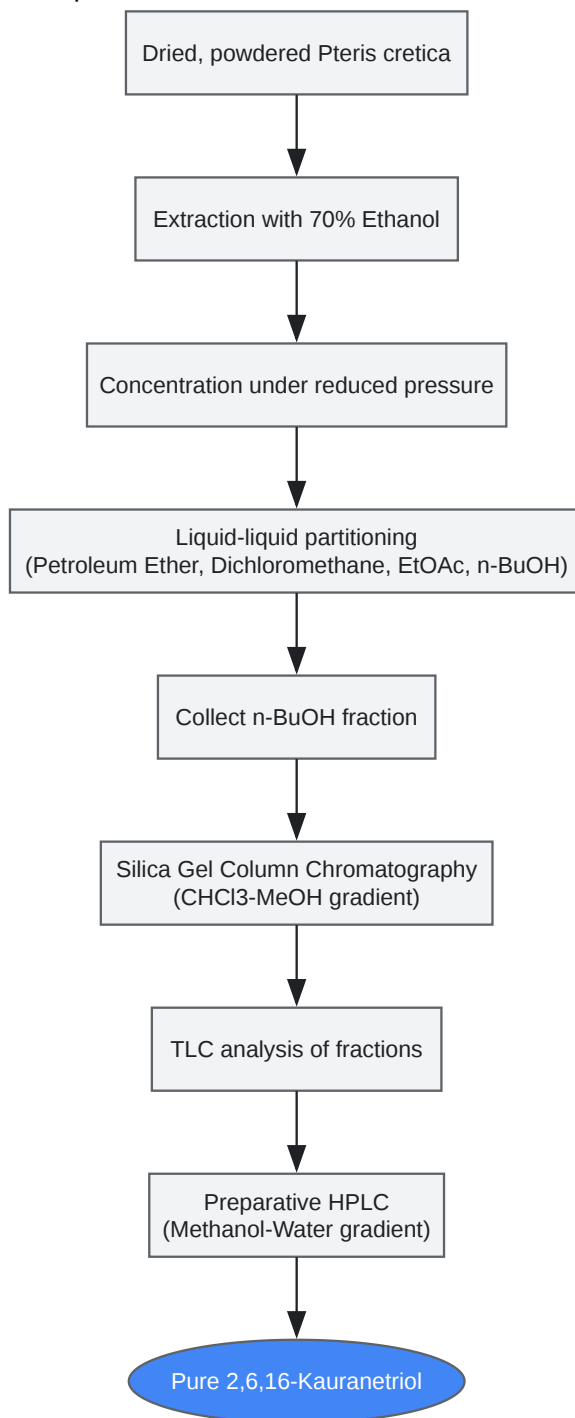 Dried, powdered Pteris cretica
Extraction with 70% Ethanol
Concentration under reduced pressure
Liquid-liquid partitioning
(Petroleum Ether, Dichloromethane, EtOAc, n-BuOH)
Collect n-BuOH fraction
Silica Gel Column Chromatography
(CHCl3-MeOH gradient)
TLC analysis of fractions
Preparative HPLC
(Methanol-Water gradient)
Pure 2,6,16-Kauranetriol